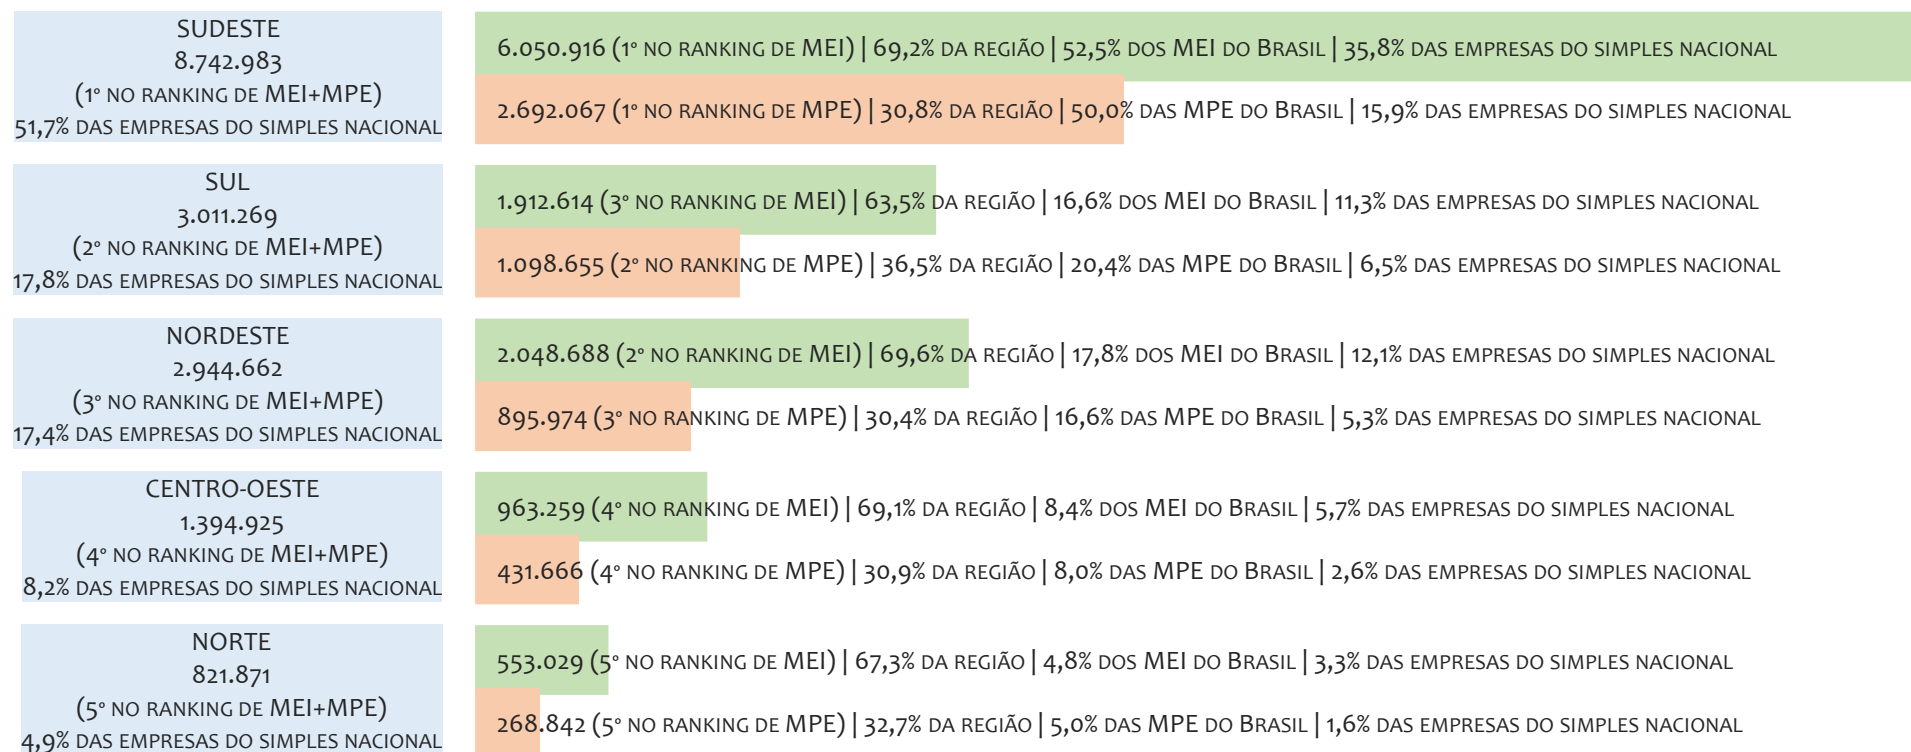 SUDESTE
8.742.983
(1º NO RANKING DE MEI+MPE)
51,7% DAS EMPRESAS DO SIMPLES NACIONAL
6.050.916 (1º NO RANKING DE MEI) | 69,2% DA REGIÃO | 52,5% DOS MEI DO BRASIL | 35,8% DAS EMPRESAS DO SIMPLES NACIONAL
2.692.067 (1º NO RANKING DE MPE) | 30,8% DA REGIÃO | 50,0% DAS MPE DO BRASIL | 15,9% DAS EMPRESAS DO SIMPLES NACIONAL
SUL
3.011.269
(2º NO RANKING DE MEI+MPE)
17,8% DAS EMPRESAS DO SIMPLES NACIONAL
1.912.614 (3º NO RANKING DE MEI) | 63,5% DA REGIÃO | 16,6% DOS MEI DO BRASIL | 11,3% DAS EMPRESAS DO SIMPLES NACIONAL
1.098.655 (2º NO RANKING DE MPE) | 36,5% DA REGIÃO | 20,4% DAS MPE DO BRASIL | 6,5% DAS EMPRESAS DO SIMPLES NACIONAL
NORDESTE
2.944.662
(3º NO RANKING DE MEI+MPE)
17,4% DAS EMPRESAS DO SIMPLES NACIONAL
2.048.688 (2º NO RANKING DE MEI) | 69,6% DA REGIÃO | 17,8% DOS MEI DO BRASIL | 12,1% DAS EMPRESAS DO SIMPLES NACIONAL
895.974 (3º NO RANKING DE MPE) | 30,4% DA REGIÃO | 16,6% DAS MPE DO BRASIL | 5,3% DAS EMPRESAS DO SIMPLES NACIONAL
CENTRO-OESTE
1.394.925
(4º NO RANKING DE MEI+MPE)
8,2% DAS EMPRESAS DO SIMPLES NACIONAL
963.259 (4º NO RANKING DE MEI) | 69,1% DA REGIÃO | 8,4% DOS MEI DO BRASIL | 5,7% DAS EMPRESAS DO SIMPLES NACIONAL
431.666 (4º NO RANKING DE MPE) | 30,9% DA REGIÃO | 8,0% DAS MPE DO BRASIL | 2,6% DAS EMPRESAS DO SIMPLES NACIONAL
NORTE
821.871
(5º NO RANKING DE MEI+MPE)
4,9% DAS EMPRESAS DO SIMPLES NACIONAL
553.029 (5º NO RANKING DE MEI) | 67,3% DA REGIÃO | 4,8% DOS MEI DO BRASIL | 3,3% DAS EMPRESAS DO SIMPLES NACIONAL
268.842 (5º NO RANKING DE MPE) | 32,7% DA REGIÃO | 5,0% DAS MPE DO BRASIL | 1,6% DAS EMPRESAS DO SIMPLES NACIONAL